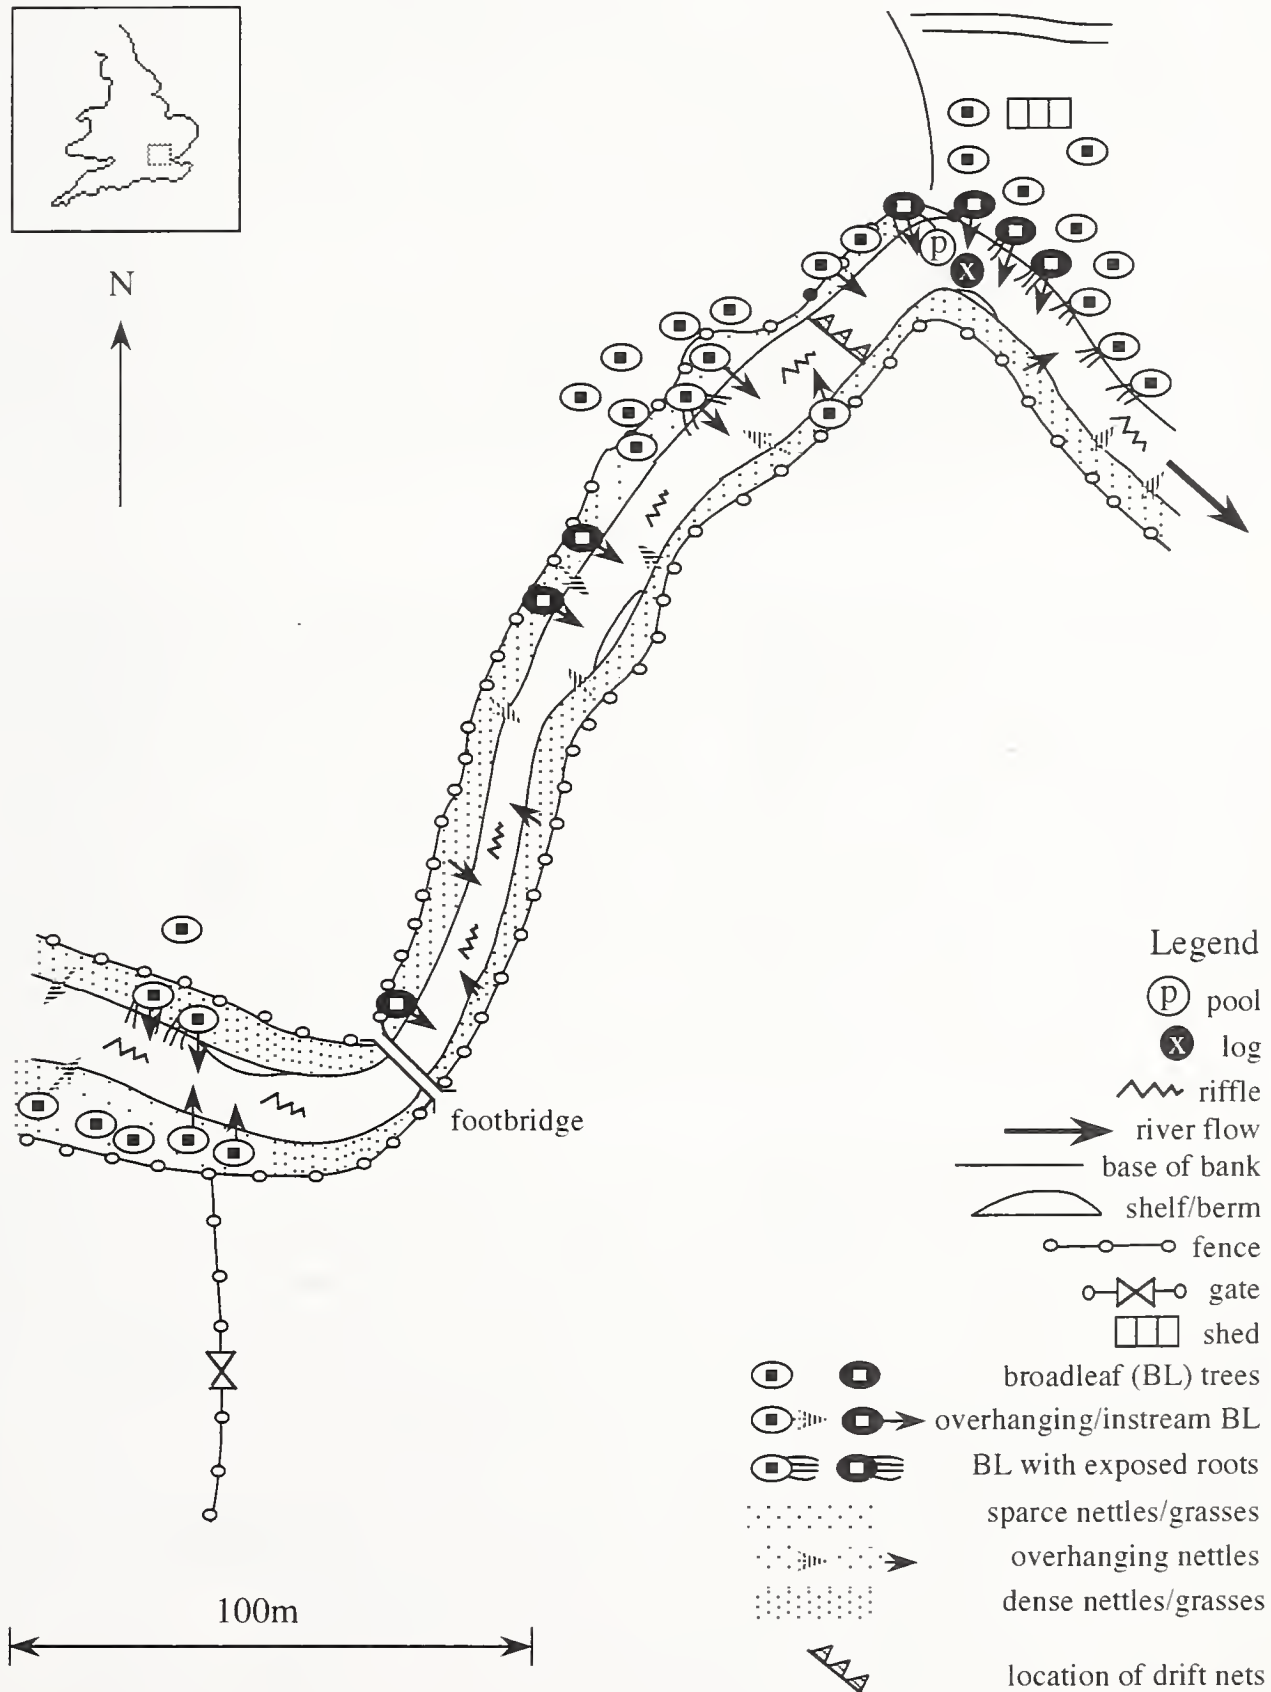 N
p
X
footbridge
Legend
p pool
X log
riffle
river flow
base of bank
shelf/berm
fence
gate
shed
broadleaf (BL) trees
overhanging/instream BL
BL with exposed roots
sparce nettles/grasses
overhanging nettles
dense nettles/grasses
location of drift nets
100m